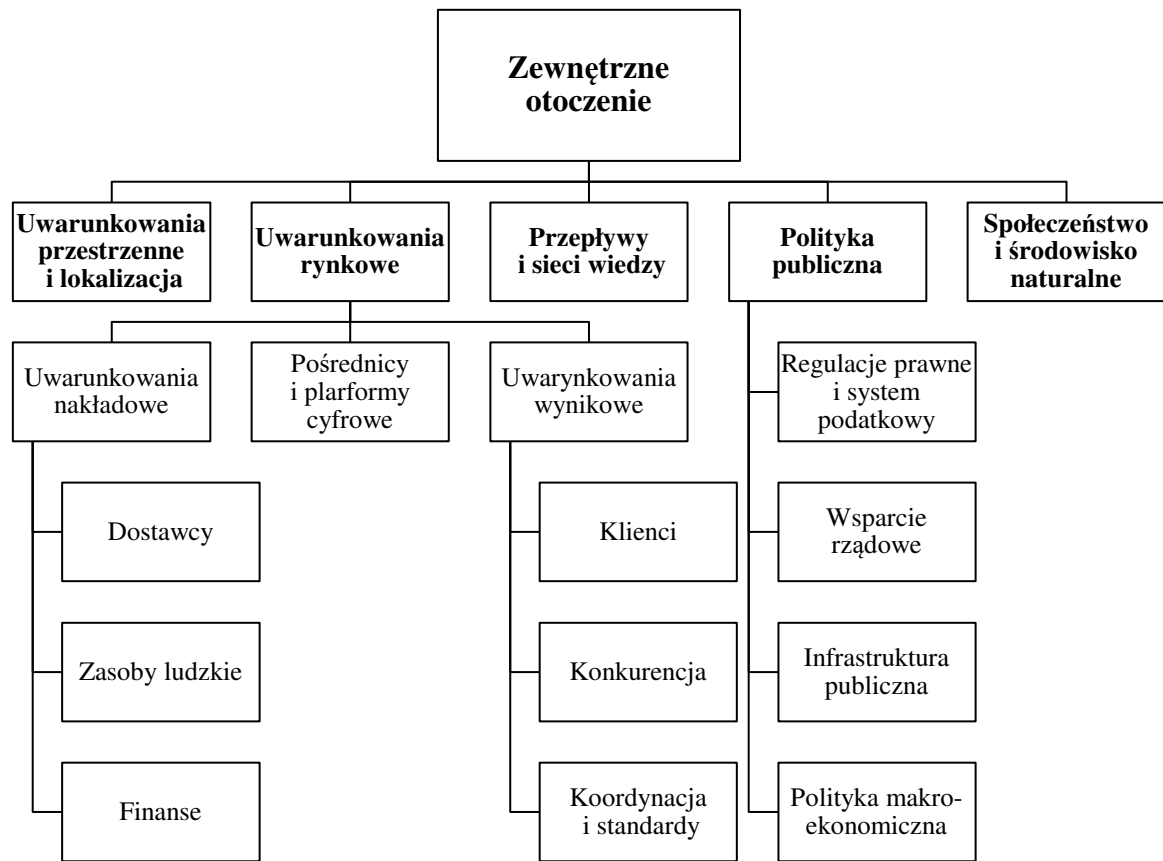 Zewnętrzne
otoczenie
Uwarunkowania
przestrzenne
i lokalizacja
Uwarunkowania
rynkowe
Przepływy
i sieci wiedzy
Polityka
publiczna
Społeczeństwo
i środowisko
naturalne
Uwarunkowania
nakładowe
Pośrednicy
i plarformy
cyfrowe
Uwarynkowania
wynikowe
Regulacje prawne
i system
podatkowy
Dostawcy
Klienci
Wsparcie
rządowe
Zasoby ludzkie
Konkurencja
Infrastruktura
publiczna
Finanse
Koordynacja
i standardy
Polityka makro-
ekonomiczna